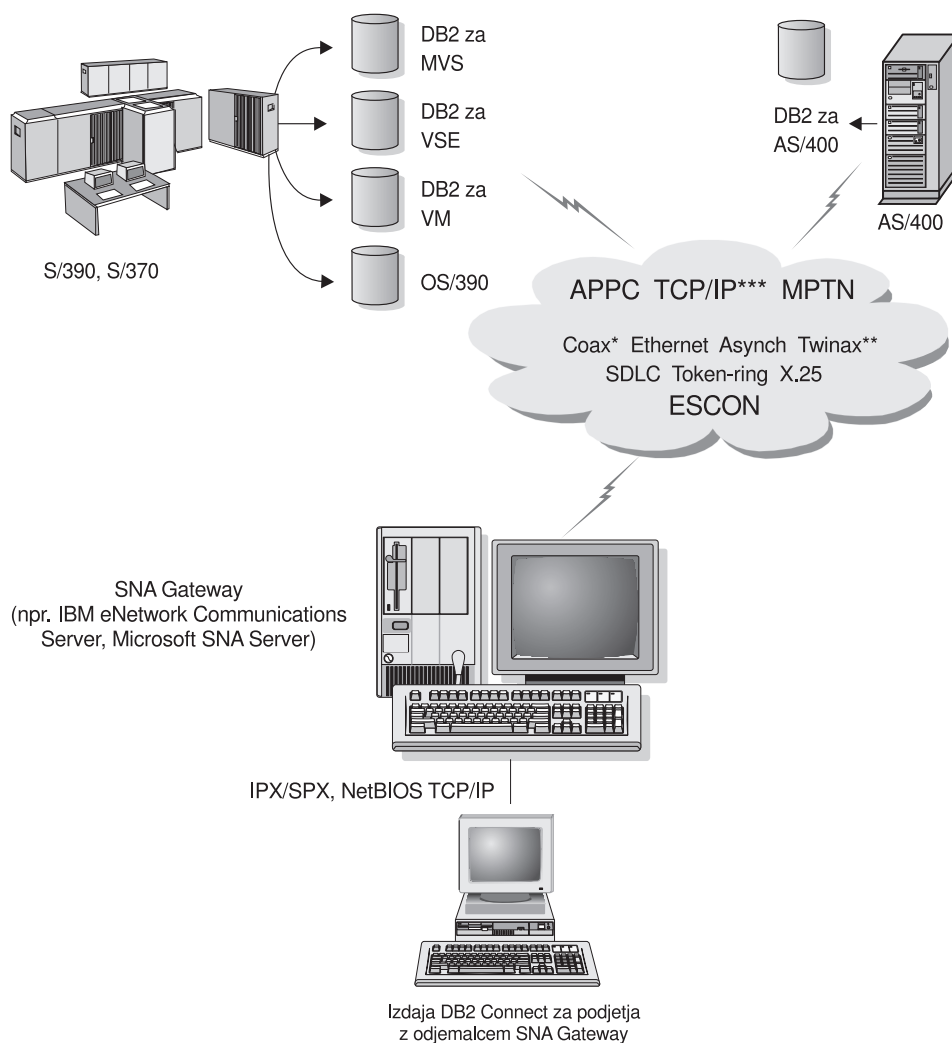 DB2 za
MVS
DB2 za
VSE
DB2 za
VM
OS/390
S/390, S/370
DB2 za
AS/400
AS/400
APPC TCP/IP*** MPTN
Coax* Ethernet Asynch Twinax**
SDLC Token-ring X.25
ESCON
SNA Gateway
(npr. IBM eNetwork Communications
Server, Microsoft SNA Server)
IPX/SPX, NetBIOS TCP/IP
Izdaja DB2 Connect za podjetja
z odjemalcem SNA Gateway